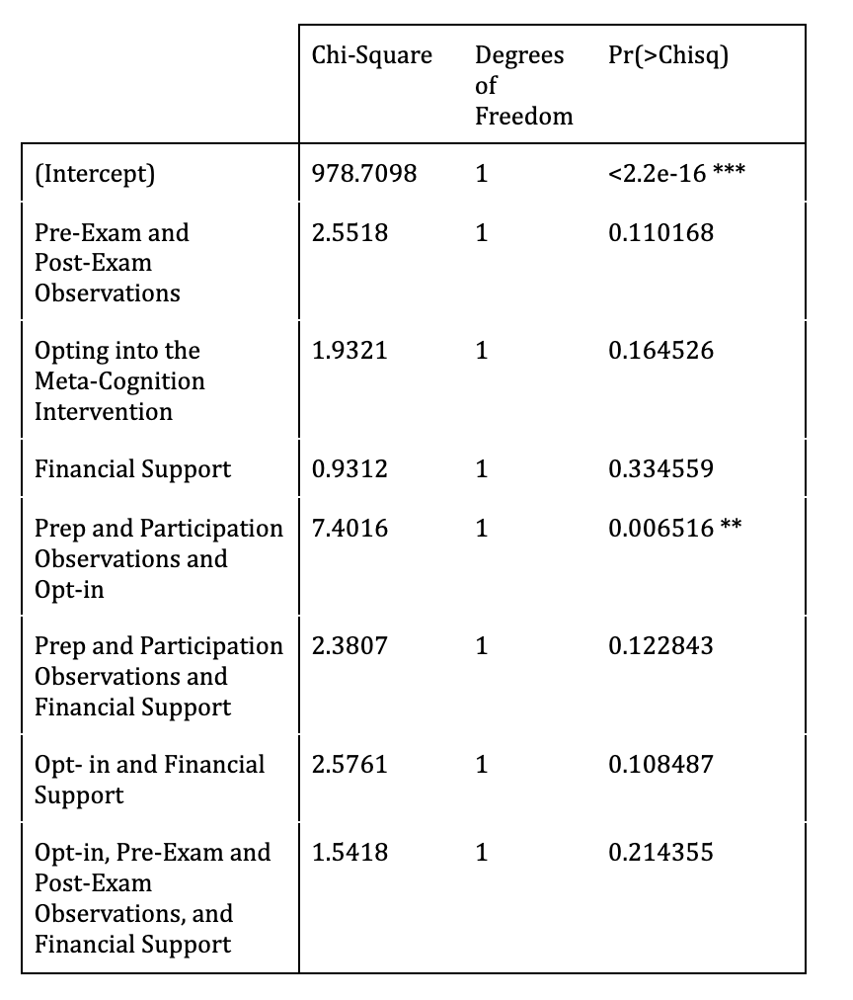 Chi-Square Degrees Pr(>Chisq)
of
Freedom
(Intercept) 978.7098 1 <2.2e-16 ***
Pre-Exam and 2.5518 1 0.110168
Post-Exam
Observations
Opting into the 1.9321 1 0.164526
Meta-Cognition
Intervention
Financial Support 0.9312 1 0.334559
Prep and Participation 7.4016 1 0.006516 **
Observations and
Opt-in
Prep and Participation 2.3807 1 0.122843
Observations and
Financial Support
Opt- in and Financial 2.5761 1 0.108487
Support
Opt-in, Pre-Exam and 1.5418 1 0.214355
Post-Exam
Observations, and
Financial Support